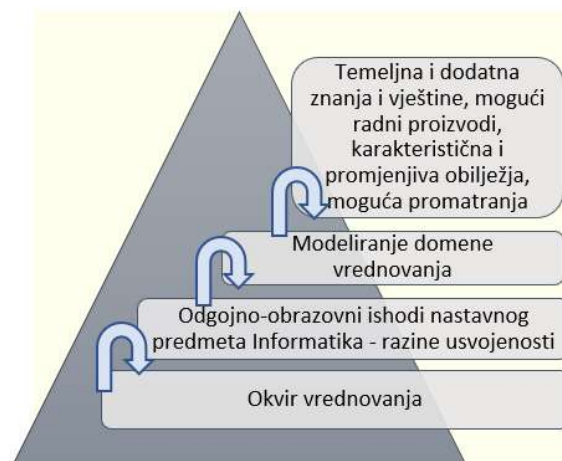 Temeljna i dodatna
znanja i vještine, mogući
radni proizvodi,
karakteristična i
promjenjiva obilježja,
moguća promatranja
Modeliranje domene
vrednovanja
Odgojno-obrazovni ishodi nastavnog
predmeta Informatika - razine usvojenosti
Okvir vrednovanja